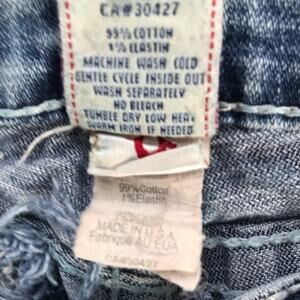 CA#30427
99% COTTON
1% ELASTIN
MACHINE WASH COLD
GENTLE CYCLE INSIDE OUT
WASH SEPARATELY
NO BLEACH
TUMBLE DRY LOW HEAT
WARM IRON IF NEEDED
99%Cotton
1%Elastin
MADE IN U.S.A
Fabriqué AU EUA
CA#30427